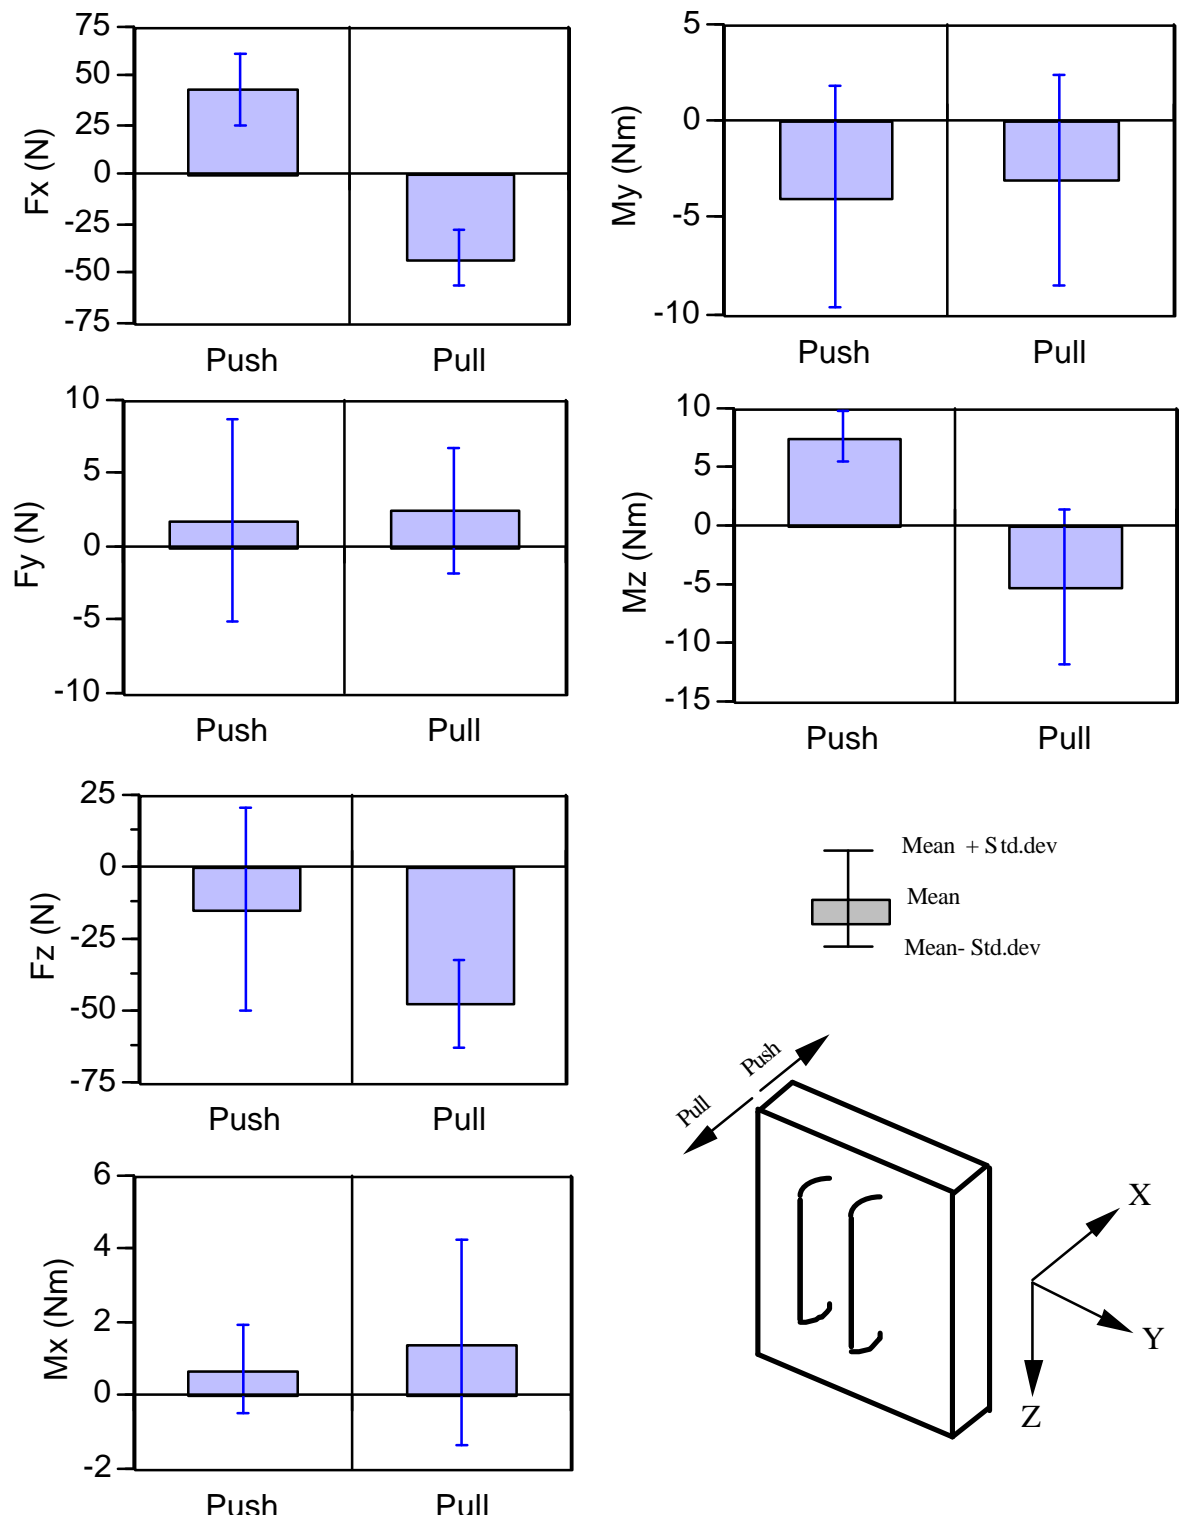 75
50
25
0
-25
-50
-75
Fx (N)
Push Pull
5
0
-5
-10
My (Nm)
Push Pull
10
5
0
-5
-10
Fy (N)
Push Pull
10
5
0
-5
-10
-15
Mz (Nm)
Push Pull
25
0
-25
-50
-75
Fz (N)
Push Pull
Mean + Std.dev
Mean
Mean- Std.dev
6
4
2
0
-2
Mx (Nm)
Push Pull
Push
Pull
X
Y
Z